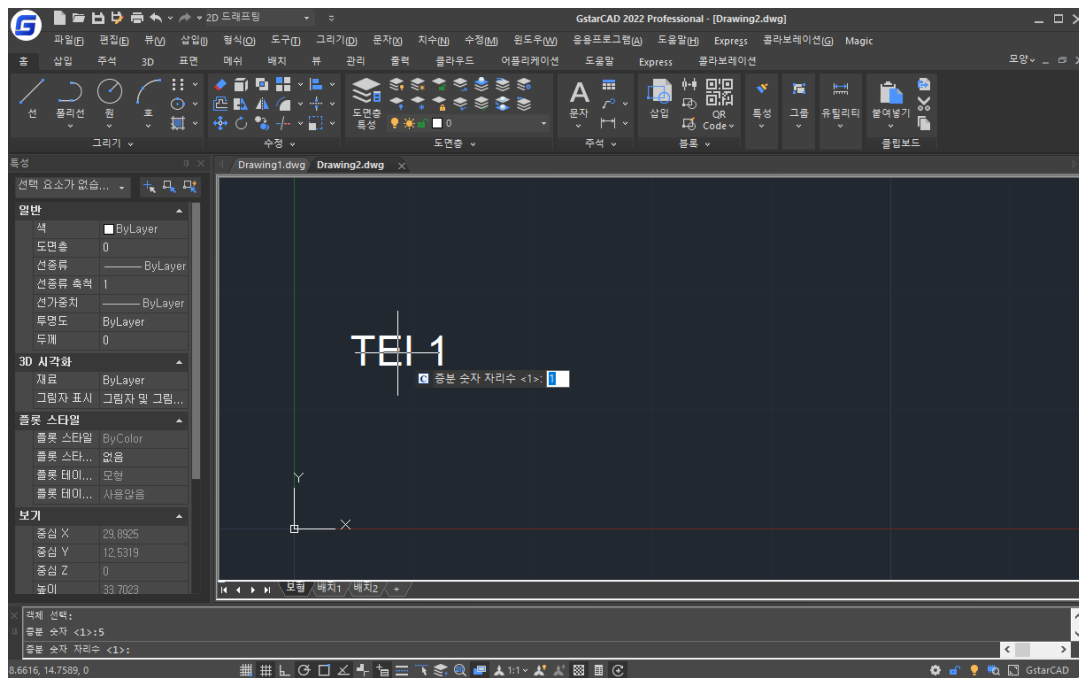 2D 드래프팅
GstarCAD 2022 Professional - [Drawing2.dwg]
파일(F) 편집(E) 뷰(V) 삽입(I) 형식(O) 도구(T) 그리기(D) 문자(X) 치수(N) 수정(M) 윈도우(W) 응용프로그램(A) 도움말(H) Express 콜라보레이션(G) Magic
홈 삽입 주석 3D 표면 메쉬 배치 뷰 관리 출력 클라우드 어플리케이션 도움말 Express 콜라보레이션 모양
선 폴리선 원 호 도면층 특성 0 문자 삽입 QR Code 특성 그룹 유틸리티 붙여넣기
그리기 수정 도면층 주석 블록 클립보드
특성
Drawing1.dwg Drawing2.dwg
선택 요소가 없습...
일반
색 ByLayer
도면층 0
선종류 ByLayer
선종류 축척 1
선가중치 ByLayer
투명도 ByLayer
두께 0
3D 시각화
재료 ByLayer
그림자 표시 그림자 및 그림...
플롯 스타일
플롯 스타일 ByColor
플롯 스타... 없음
플롯 테이... 모형
플롯 테이... 사용않음
보기
중심 X 29,8925
중심 Y 12,5319
중심 Z 0
높이 33,7023
TEL 1
증분 숫자 자리수 <1>: 1
Y
X
모형 배치1 배치2 +
객체 선택:
증분 숫자 <1>:5
증분 숫자 자리수 <1>:
8.6616, 14.7589, 0
1:1
GstarCAD